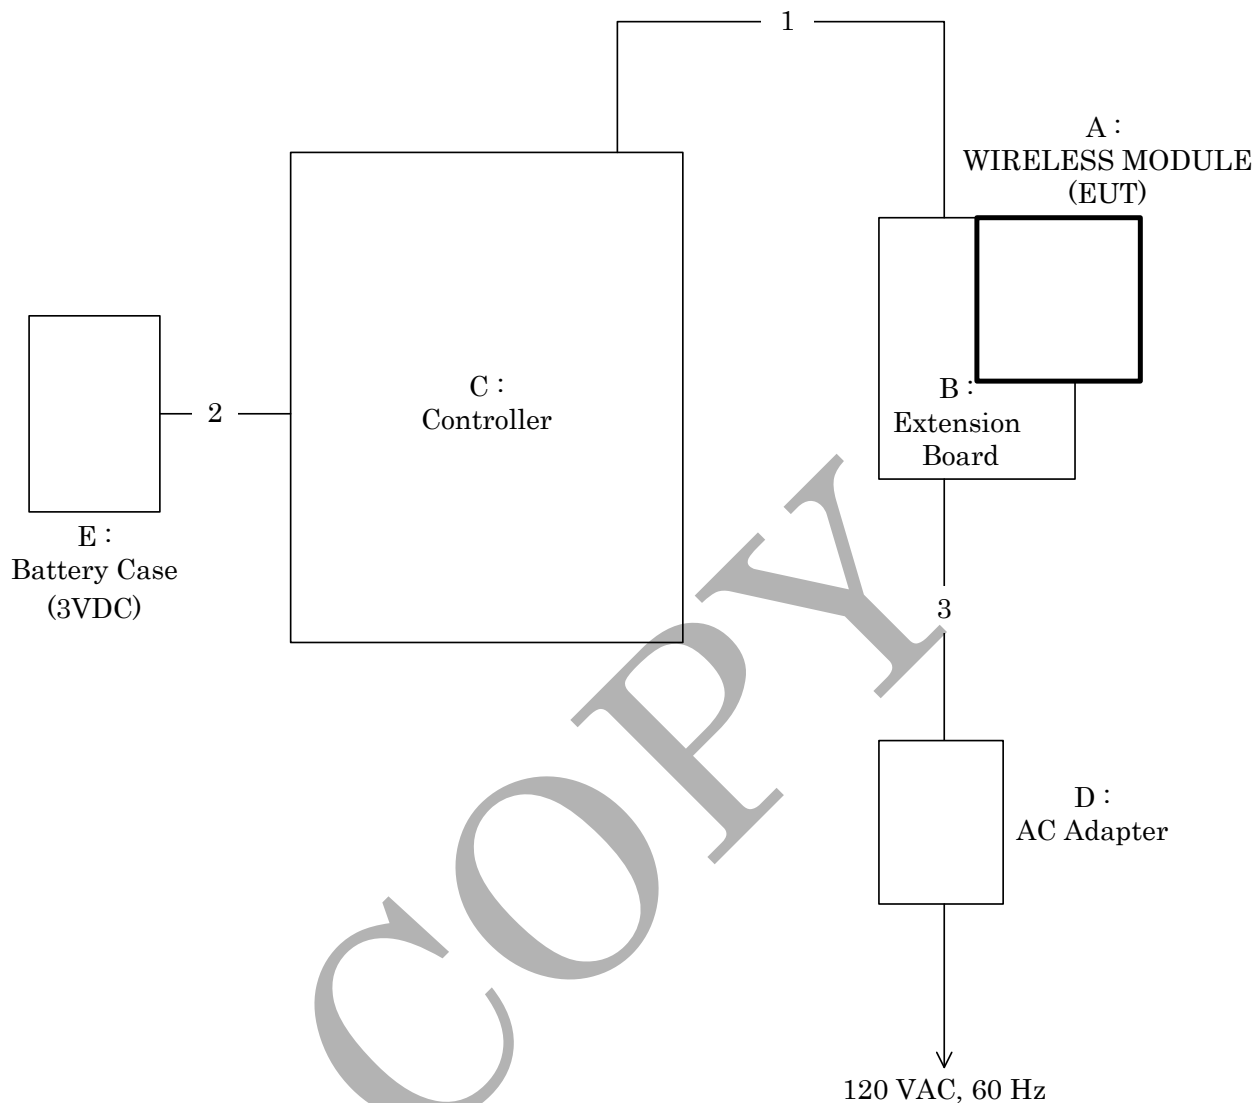 1
A :
WIRELESS MODULE
(EUT)
C :
Controller
B :
Extension
Board
2
E :
Battery Case
(3VDC)
3
D :
AC Adapter
120 VAC, 60 Hz
COPY